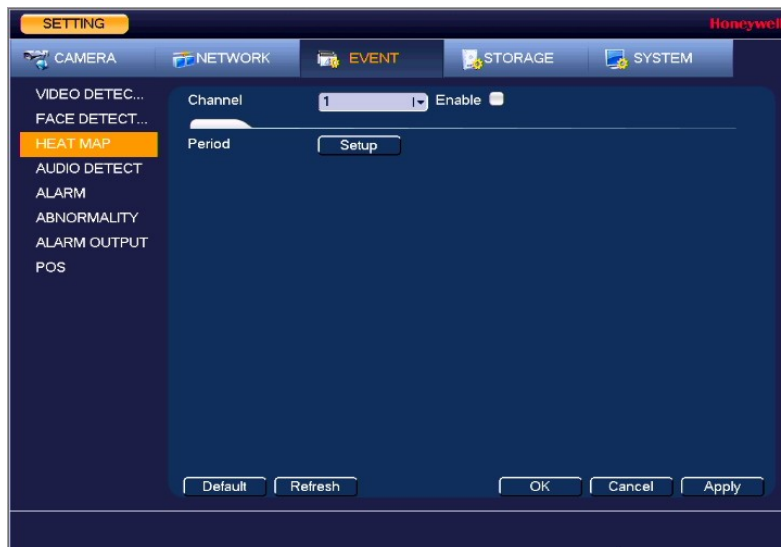 SETTING
Honeywell
CAMERA NETWORK EVENT STORAGE SYSTEM
VIDEO DETEC...
FACE DETECT...
HEAT MAP
AUDIO DETECT
ALARM
ABNORMALITY
ALARM OUTPUT
POS
Channel 1 Enable
Period Setup
Default Refresh OK Cancel Apply